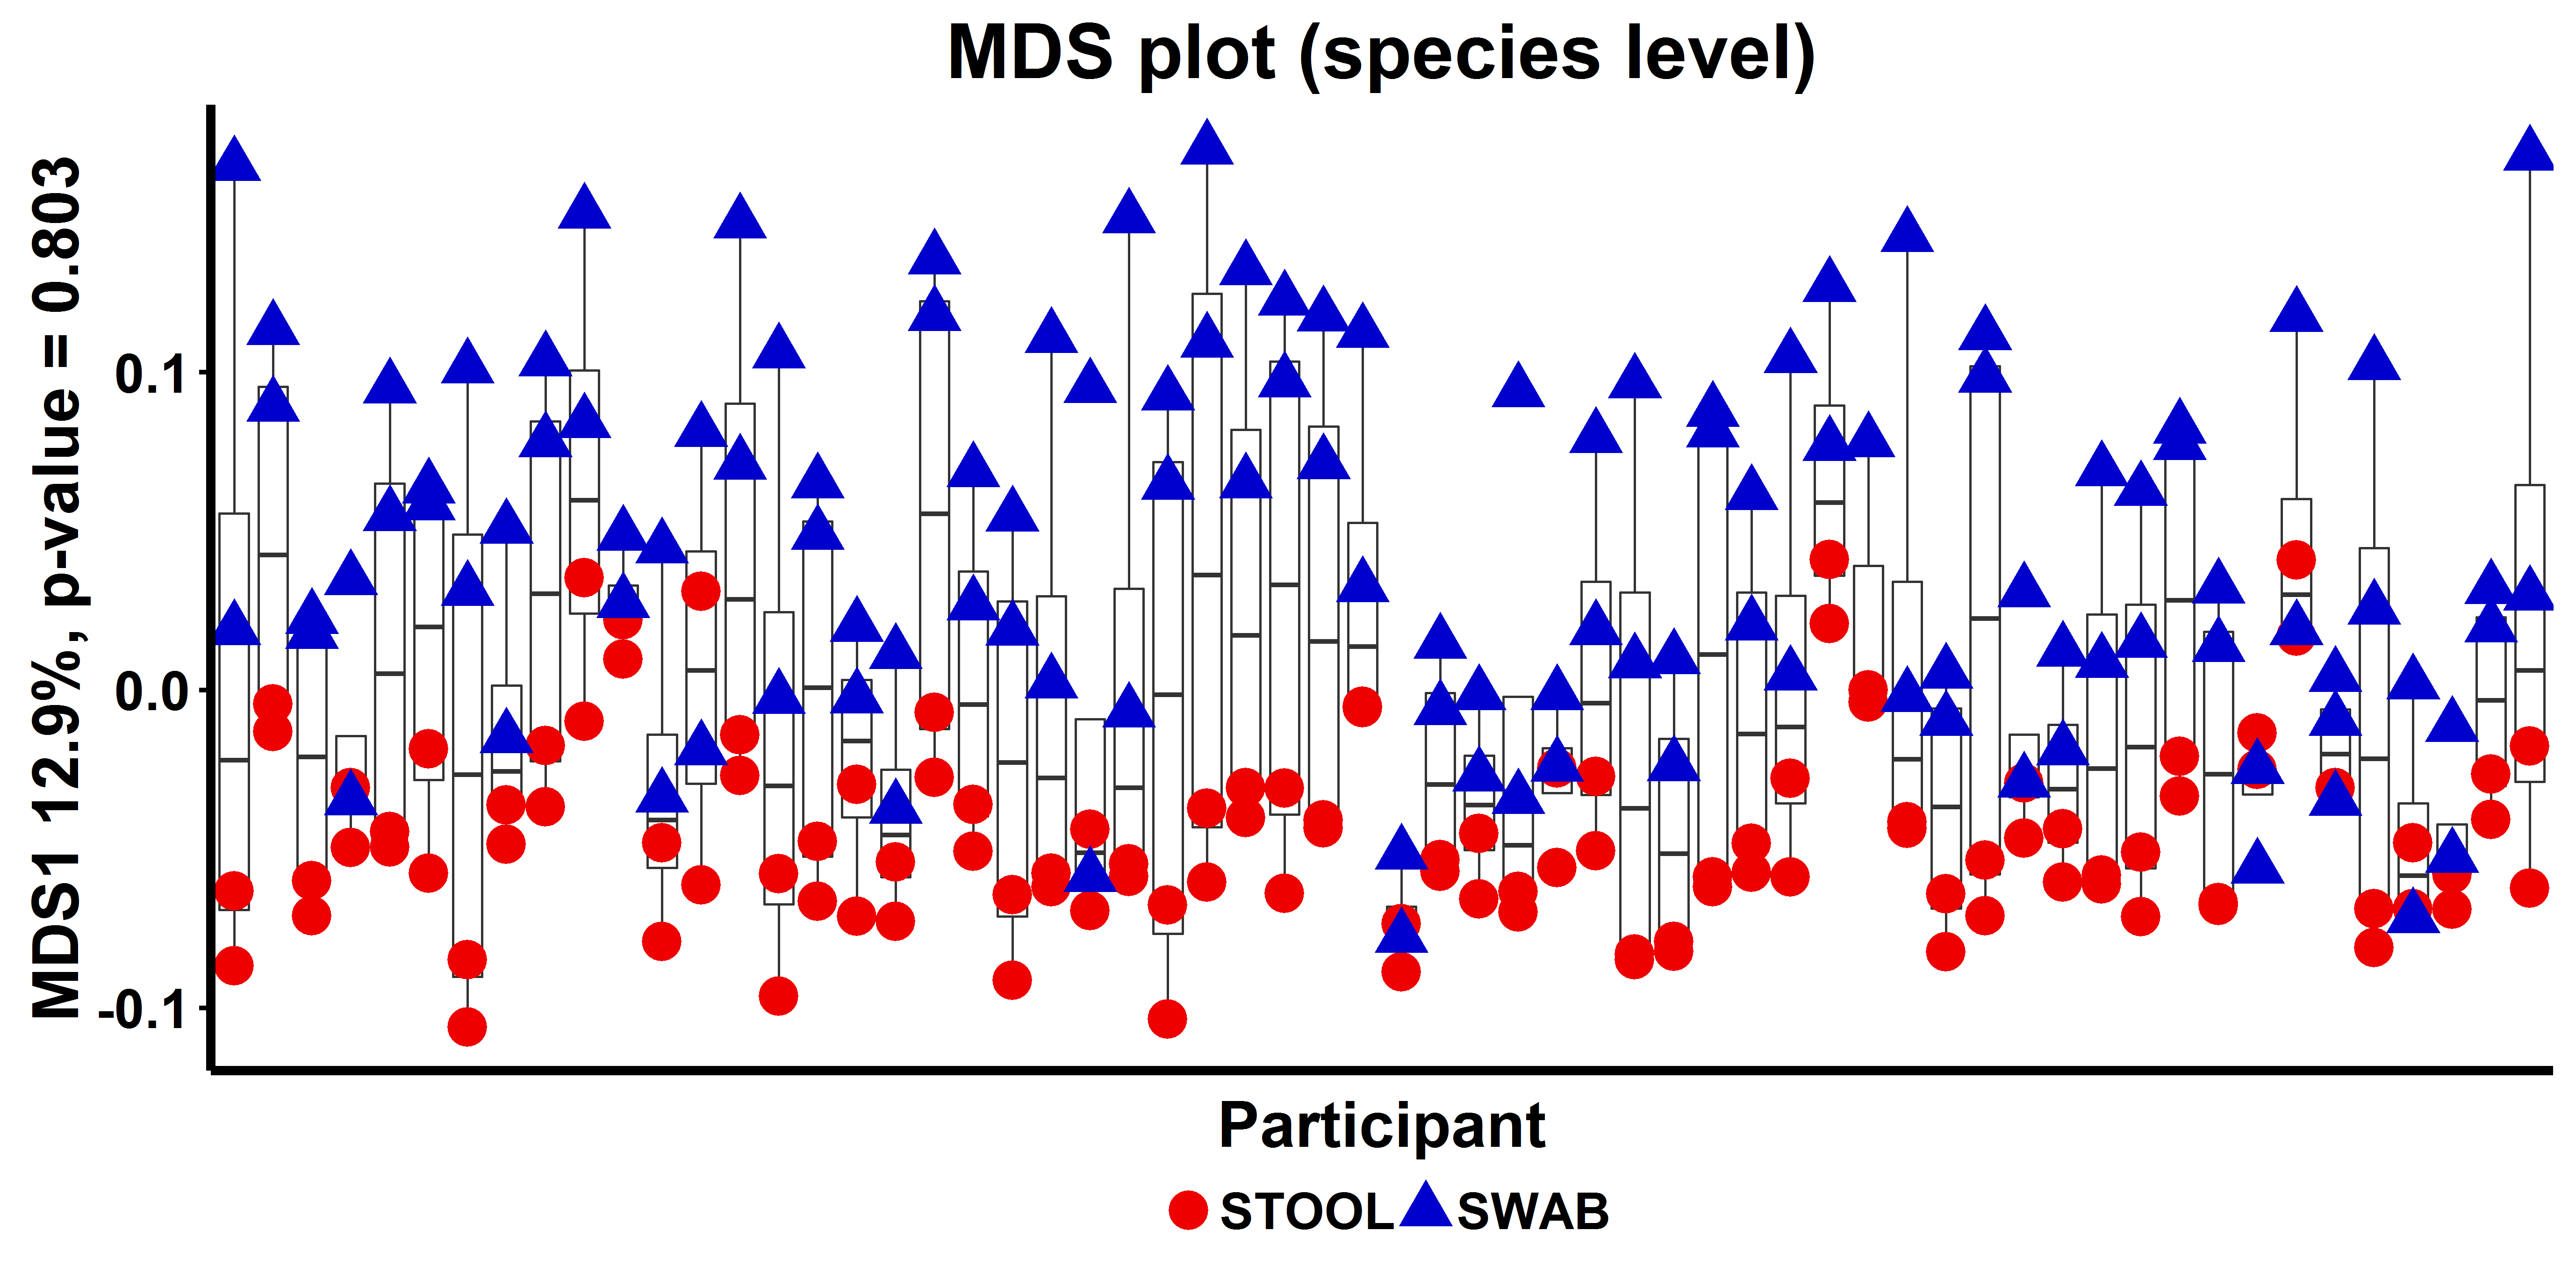 MDS plot (species level)
MDS1 12.9%, p-value = 0.803
0.1
0.0
-0.1
Participant
STOOL SWAB